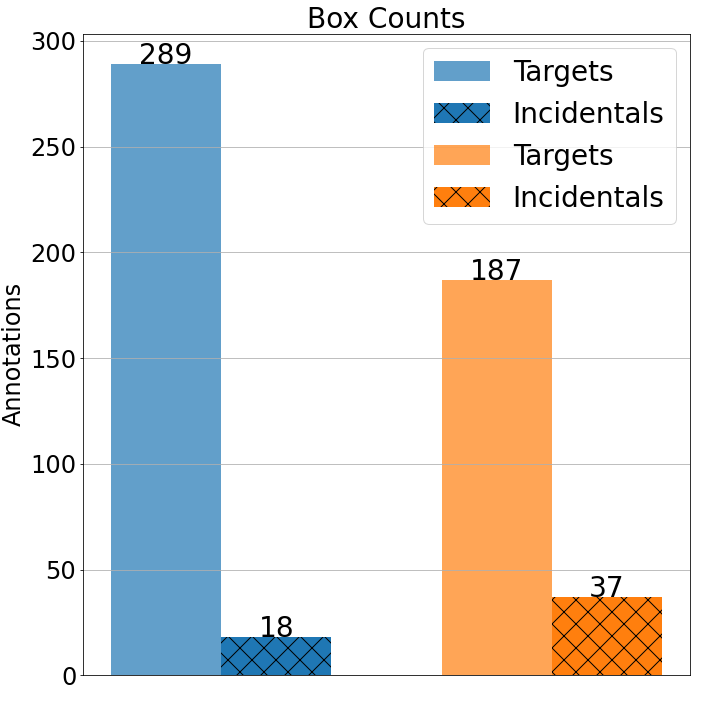 Box Counts
300
250
200
150
100
50
0
Annotations
289
18
187
37
Targets
Incidentals
Targets
Incidentals